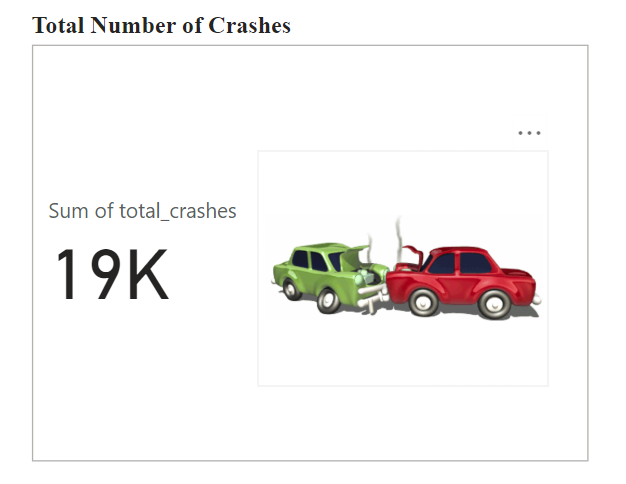 Total Number of Crashes
Sum of total_crashes
19K